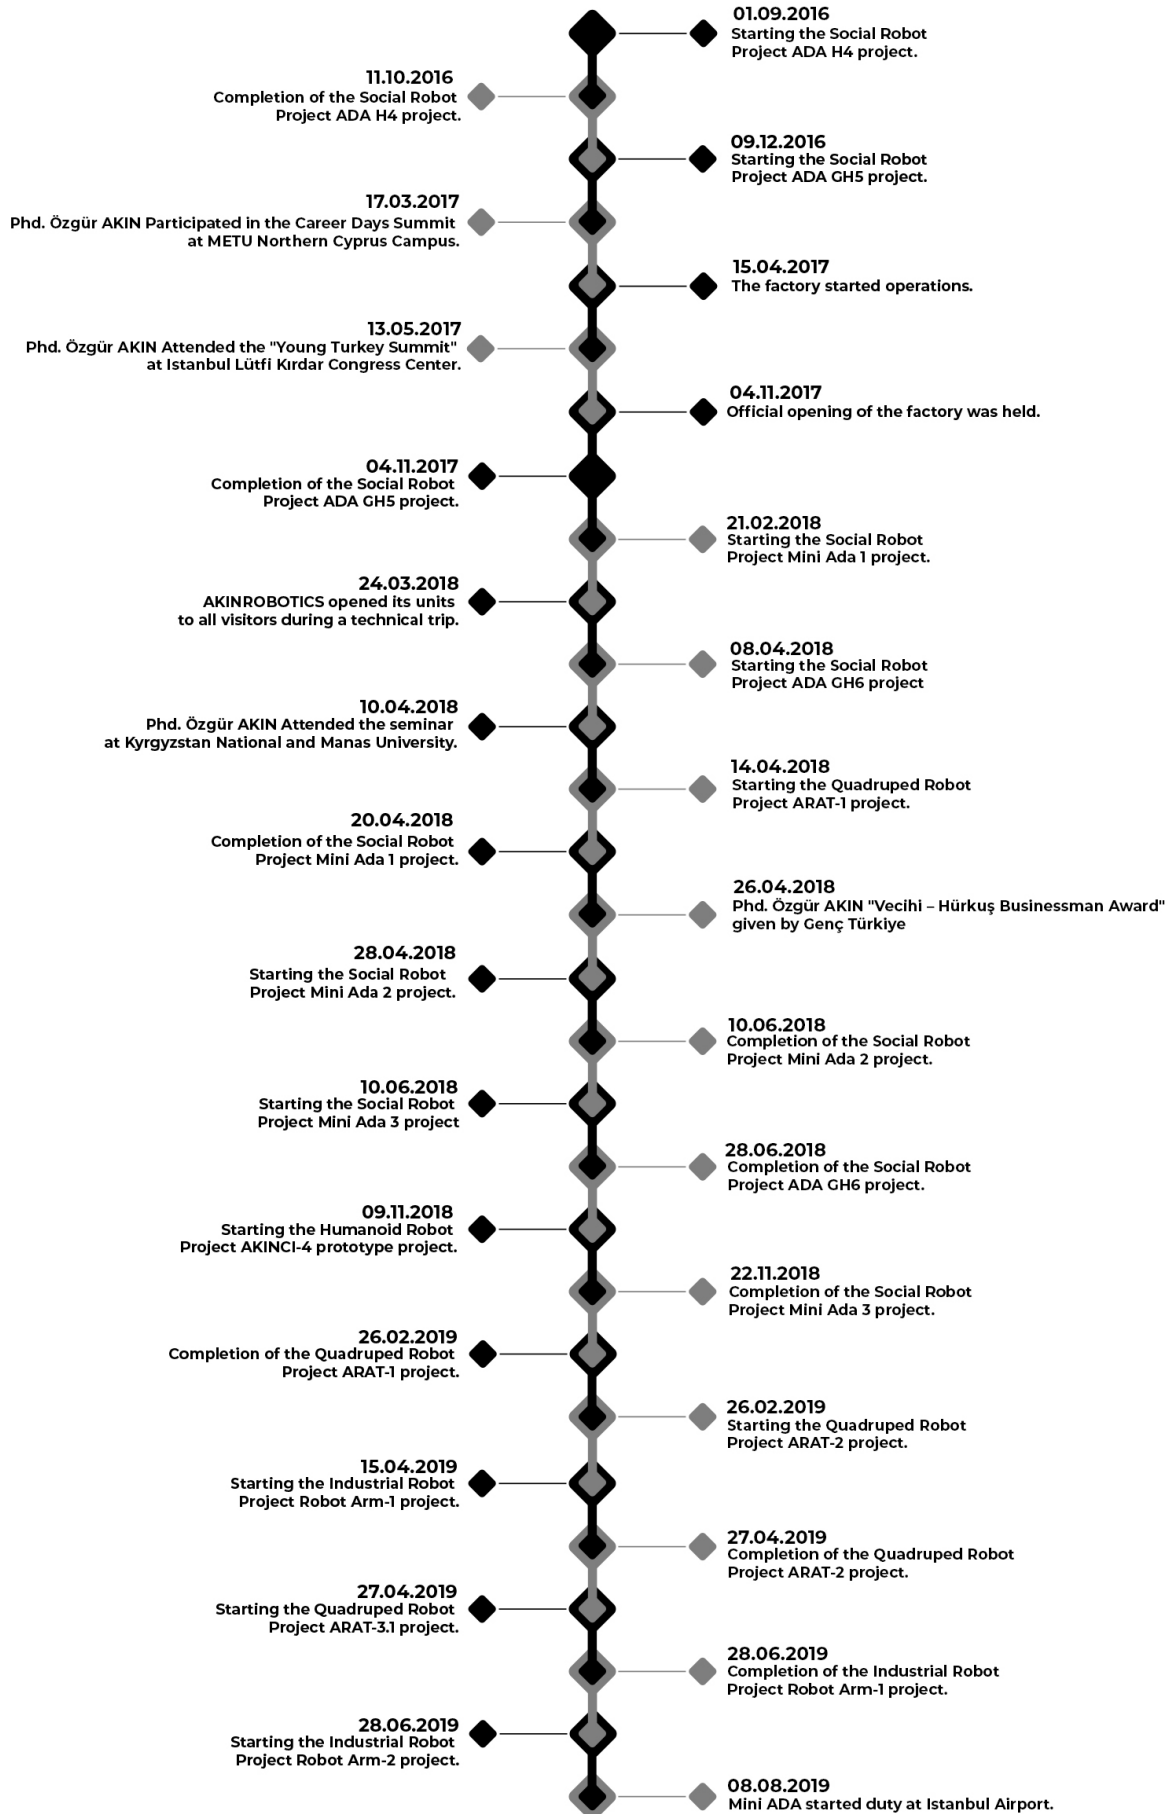 01.09.2016
Starting the Social Robot
Project ADA H4 project.
11.10.2016
Completion of the Social Robot
Project ADA H4 project.
09.12.2016
Starting the Social Robot
Project ADA GH5 project.
17.03.2017
Phd. Özgür AKIN Participated in the Career Days Summit
at METU Northern Cyprus Campus.
15.04.2017
The factory started operations.
13.05.2017
Phd. Özgür AKIN Attended the "Young Turkey Summit"
at Istanbul Lütfi Kırdar Congress Center.
04.11.2017
Official opening of the factory was held.
04.11.2017
Completion of the Social Robot
Project ADA GH5 project.
21.02.2018
Starting the Social Robot
Project Mini Ada 1 project.
24.03.2018
AKINROBOTICS opened its units
to all visitors during a technical trip.
08.04.2018
Starting the Social Robot
Project ADA GH6 project
10.04.2018
Phd. Özgür AKIN Attended the seminar
at Kyrgyzstan National and Manas University.
14.04.2018
Starting the Quadruped Robot
Project ARAT-1 project.
20.04.2018
Completion of the Social Robot
Project Mini Ada 1 project.
26.04.2018
Phd. Özgür AKIN "Vecihi – Hürkuş Businessman Award"
given by Genç Türkiye
28.04.2018
Starting the Social Robot
Project Mini Ada 2 project.
10.06.2018
Completion of the Social Robot
Project Mini Ada 2 project.
10.06.2018
Starting the Social Robot
Project Mini Ada 3 project
28.06.2018
Completion of the Social Robot
Project ADA GH6 project.
09.11.2018
Starting the Humanoid Robot
Project AKINCI-4 prototype project.
22.11.2018
Completion of the Social Robot
Project Mini Ada 3 project.
26.02.2019
Completion of the Quadruped Robot
Project ARAT-1 project.
26.02.2019
Starting the Quadruped Robot
Project ARAT-2 project.
15.04.2019
Starting the Industrial Robot
Project Robot Arm-1 project.
27.04.2019
Completion of the Quadruped Robot
Project ARAT-2 project.
27.04.2019
Starting the Quadruped Robot
Project ARAT-3.1 project.
28.06.2019
Completion of the Industrial Robot
Project Robot Arm-1 project.
28.06.2019
Starting the Industrial Robot
Project Robot Arm-2 project.
08.08.2019
Mini ADA started duty at Istanbul Airport.